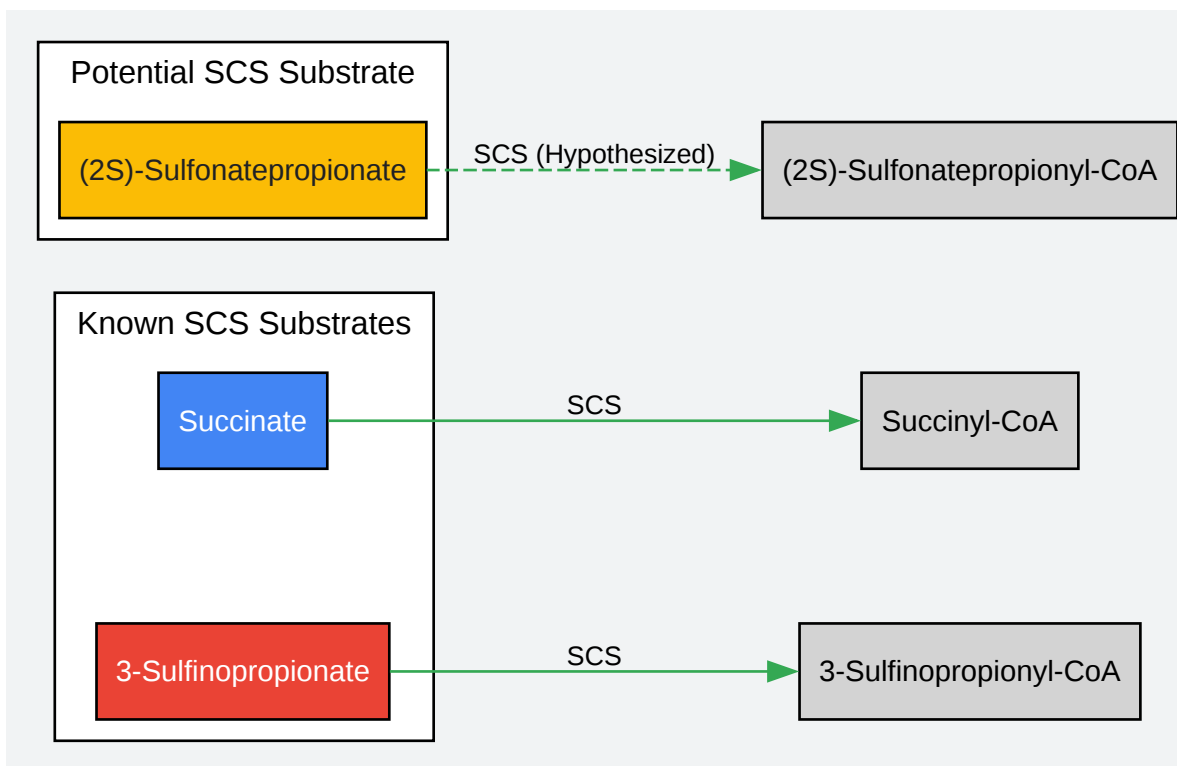 Potential SCS Substrate
(2S)-Sulfonatepropionate
SCS (Hypothesized)
(2S)-Sulfonatepropionyl-CoA
Known SCS Substrates
Succinate
SCS
Succinyl-CoA
3-Sulfinopropionate
SCS
3-Sulfinopropionyl-CoA